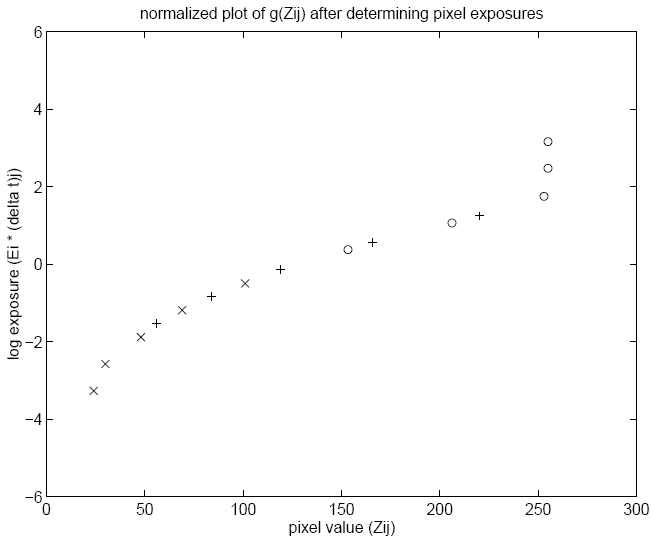 normalized plot of g(Zij) after determining pixel exposures
6
4
2
0
−2
−4
−6
log exposure (Ei * (delta t)j)
0 50 100 150 200 250 300
pixel value (Zij)